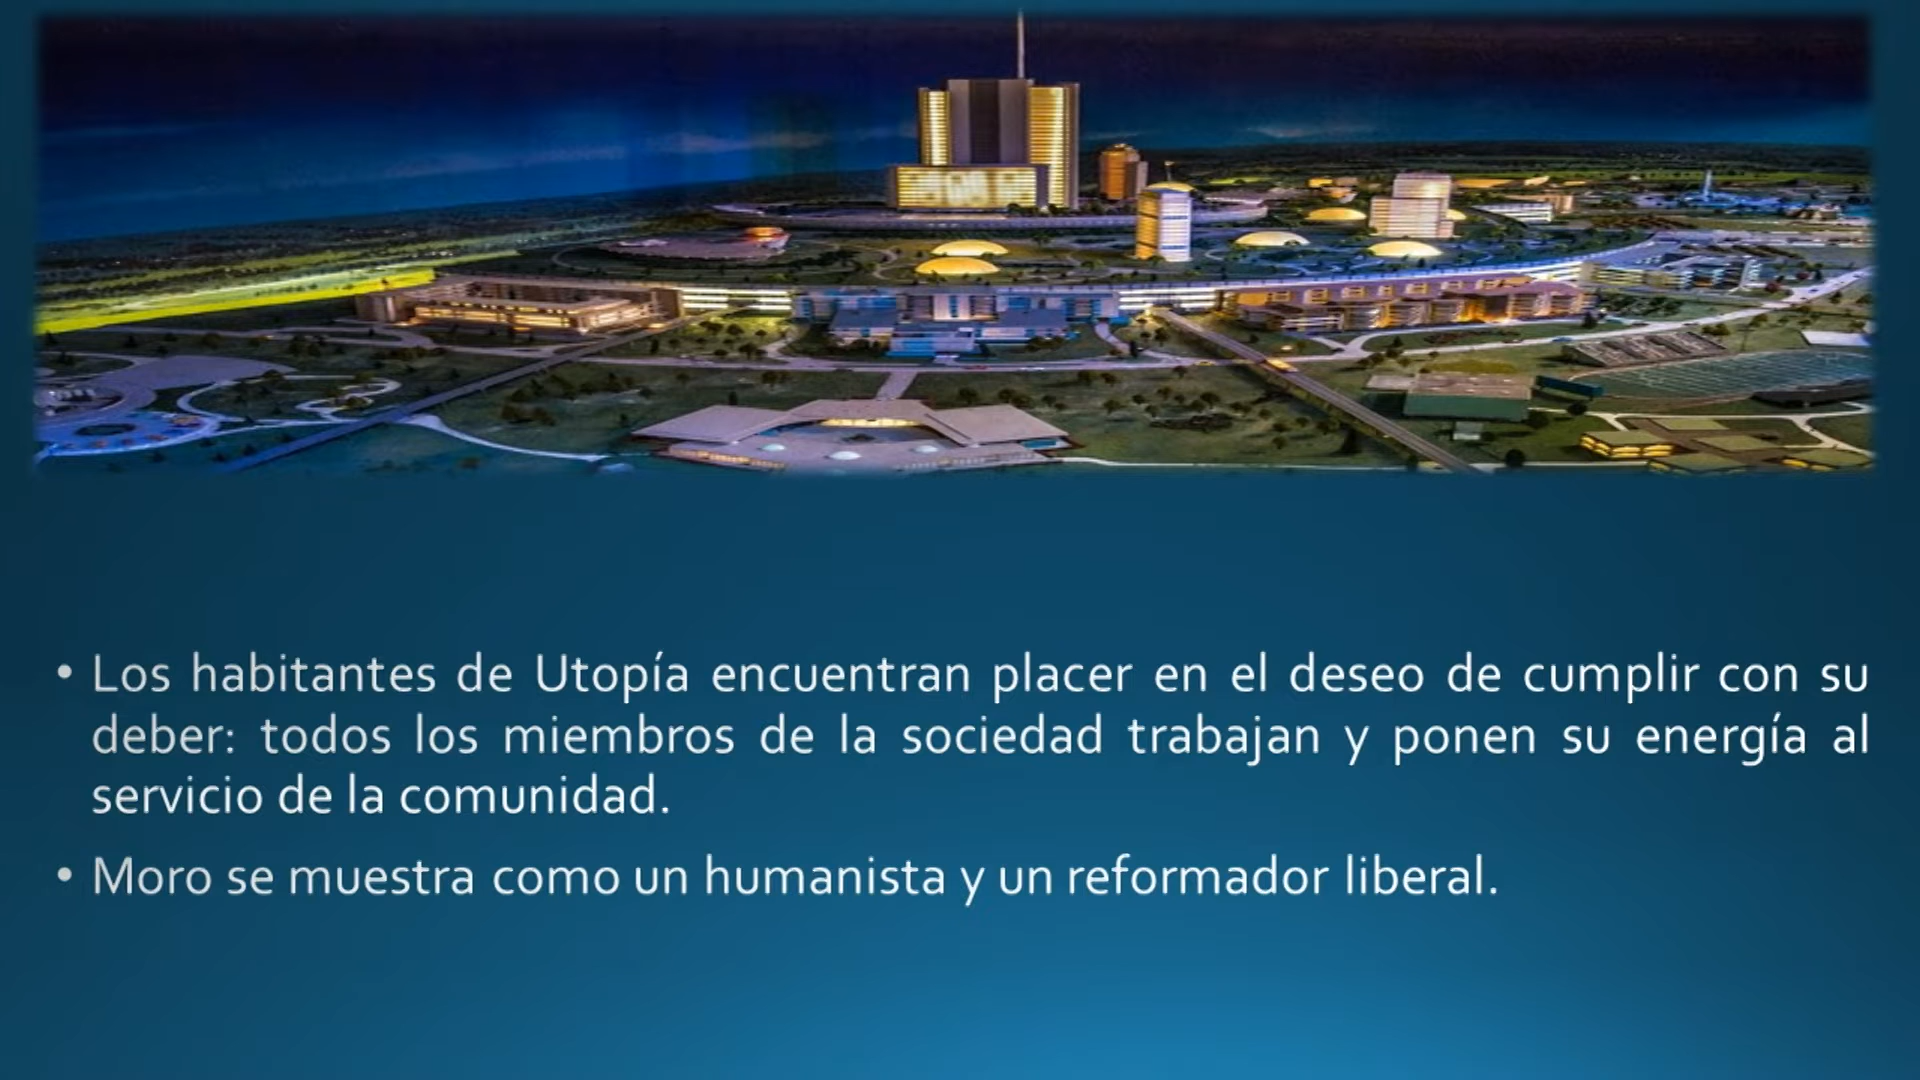 • Los habitantes de Utopía encuentran placer en el deseo de cumplir con su
deber: todos los miembros de la sociedad trabajan y ponen su energía al
servicio de la comunidad.
• Moro se muestra como un humanista y un reformador liberal.